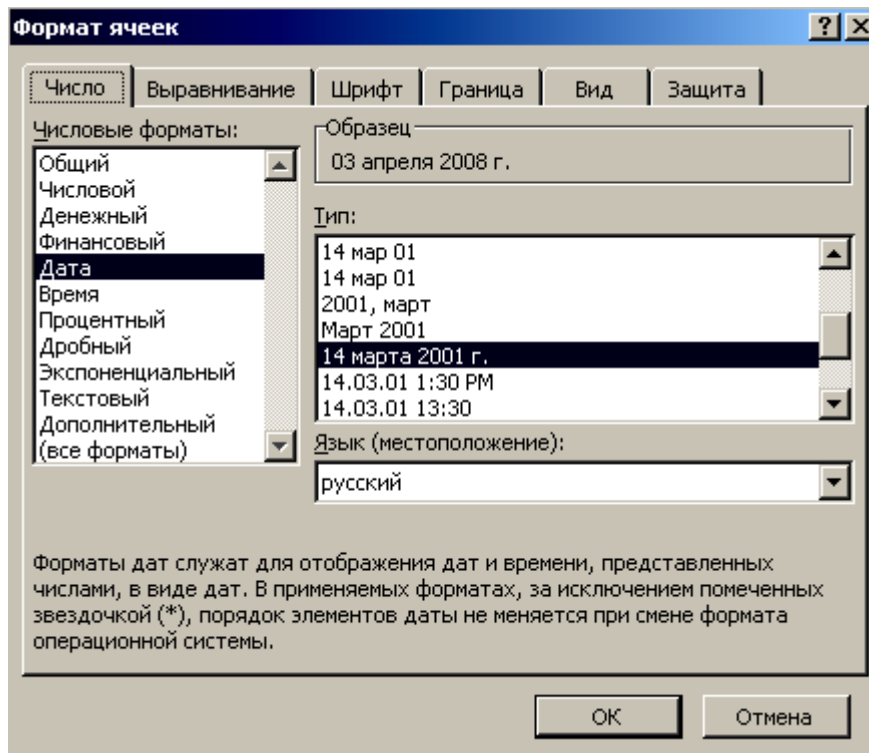 Формат ячеек
Число
Выравнивание
Шрифт
Граница
Вид
Защита
Числовые форматы:
Общий
Числовой
Денежный
Финансовый
Дата
Время
Процентный
Дробный
Экспоненциальный
Текстовый
Дополнительный
(все форматы)
Образец
03 апреля 2008 г.
Тип:
14 мар 01
14 мар 01
2001, март
Март 2001
14 марта 2001 г.
14.03.01 1:30 PM
14.03.01 13:30
Язык (местоположение):
русский
Форматы дат служат для отображения дат и времени, представленных
числами, в виде дат. В применяемых форматах, за исключением помеченных
звездочкой (*), порядок элементов даты не меняется при смене формата
операционной системы.
ОК
Отмена